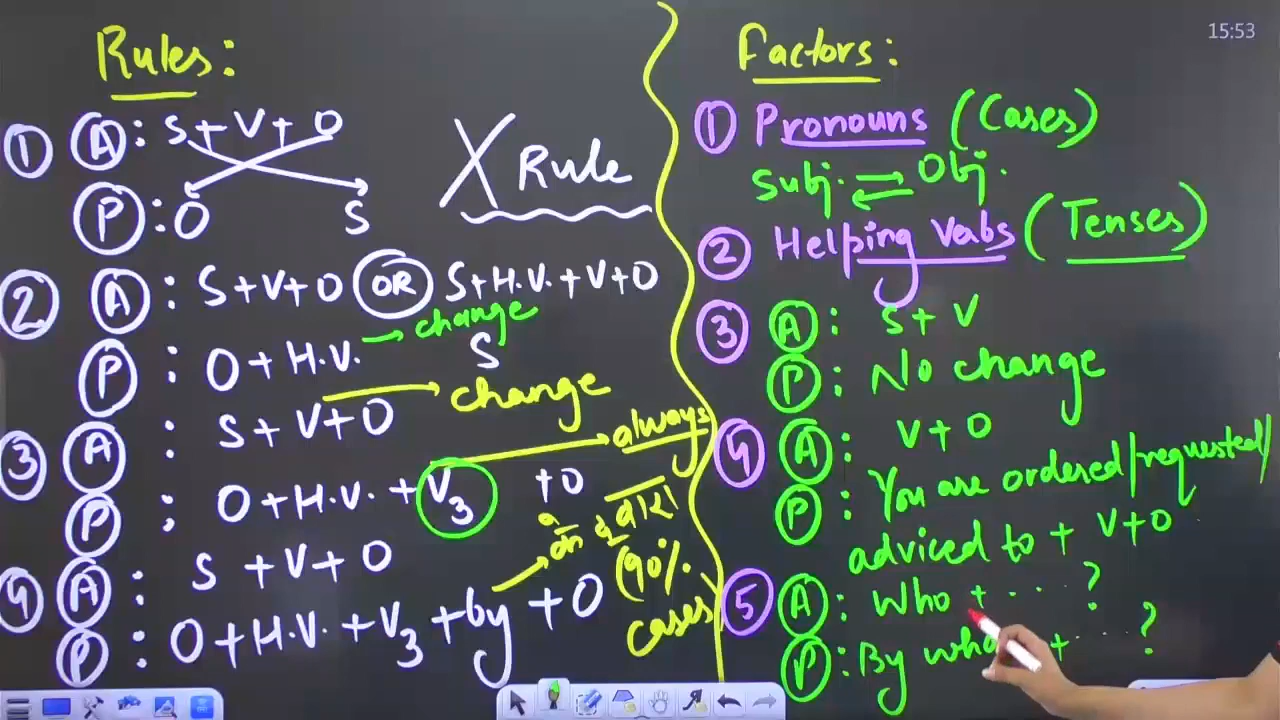 15:53
Rules:
① Ⓐ: S+V+O
Ⓟ: O S
X Rule
② Ⓐ: S+V+O OR S+H.V.+V+O
Ⓟ: O+H.V. → change S
③ Ⓐ: S+V+O → change
Ⓟ: O+H.V.+V3 → always +O
④ Ⓐ: S+V+O
Ⓟ: O+H.V.+V3+by+O
(90% cases)
Factors:
① Pronouns (Cases)
Subj. ⇌ Obj.
② Helping Verbs (Tenses)
③ Ⓐ: S+V
Ⓟ: No change
④ Ⓐ: V+O
Ⓟ: You are ordered/requested/
adviced to + V+O
⑤ Ⓐ: Who + ...?
Ⓟ: By who + ...?